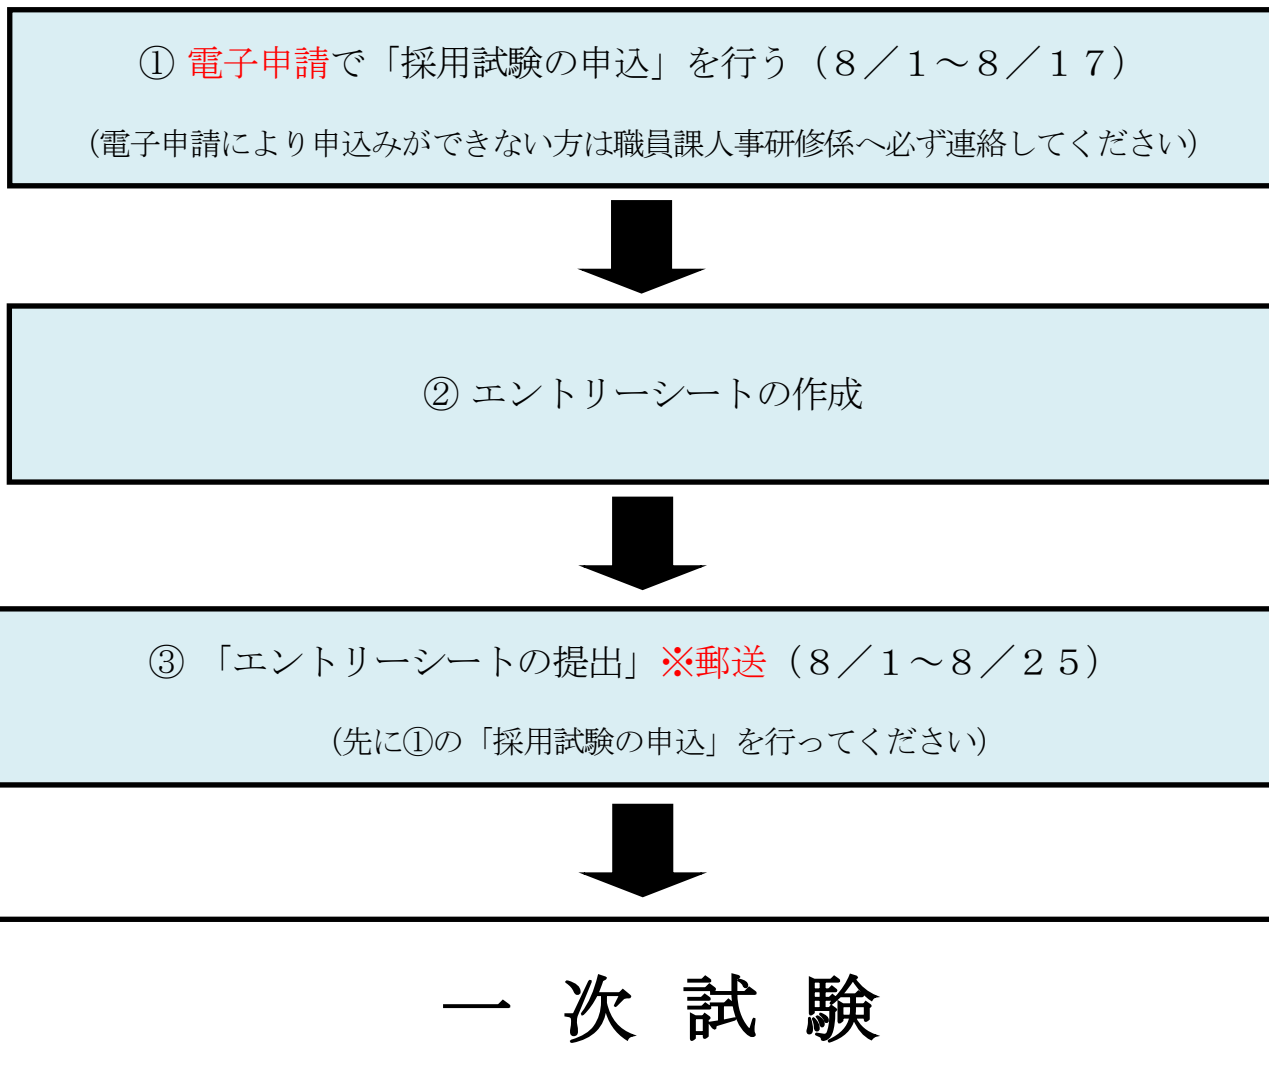 ① 電子申請で「採用試験の申込」を行う（８／１～８／１７）
（電子申請により申込みができない方は職員課人事研修係へ必ず連絡してください）
② エントリーシートの作成
③ 「エントリーシートの提出」※郵送（８／１～８／２５）
（先に①の「採用試験の申込」を行ってください）
一 次 試 験